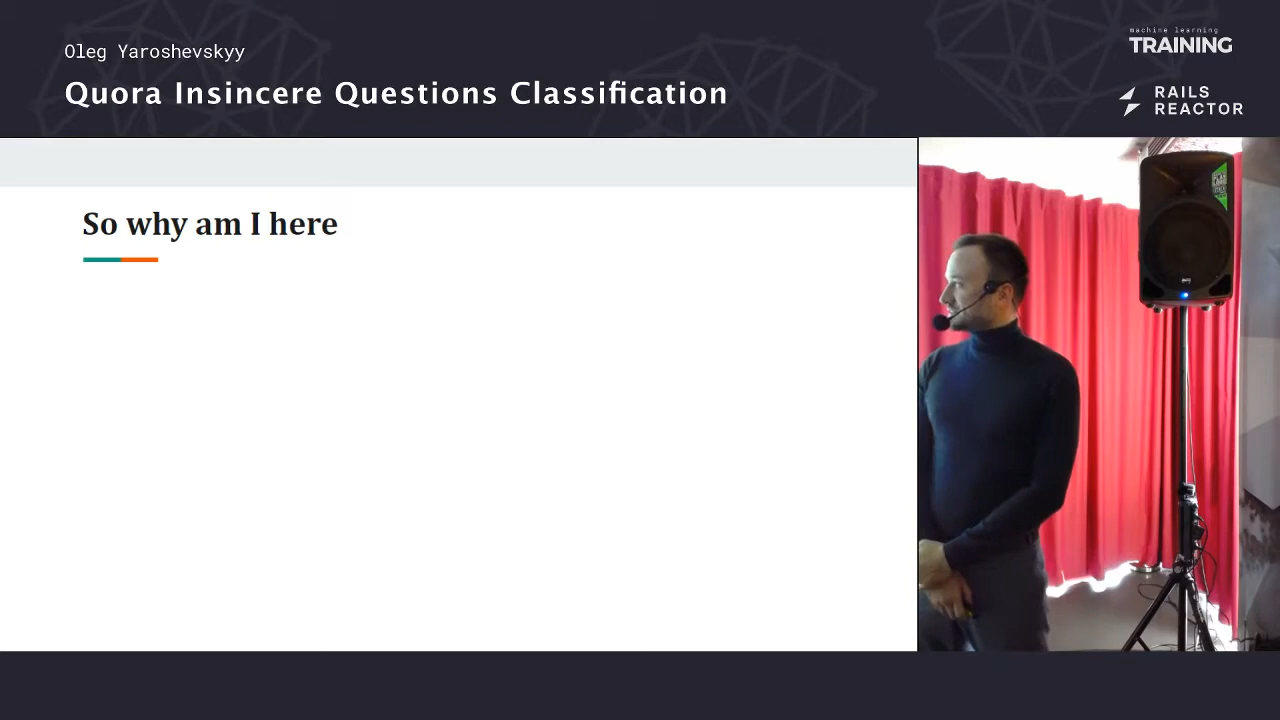 Oleg Yaroshevskyy
Quora Insincere Questions Classification
machine learning
TRAINING
RAILS
REACTOR
So why am I here